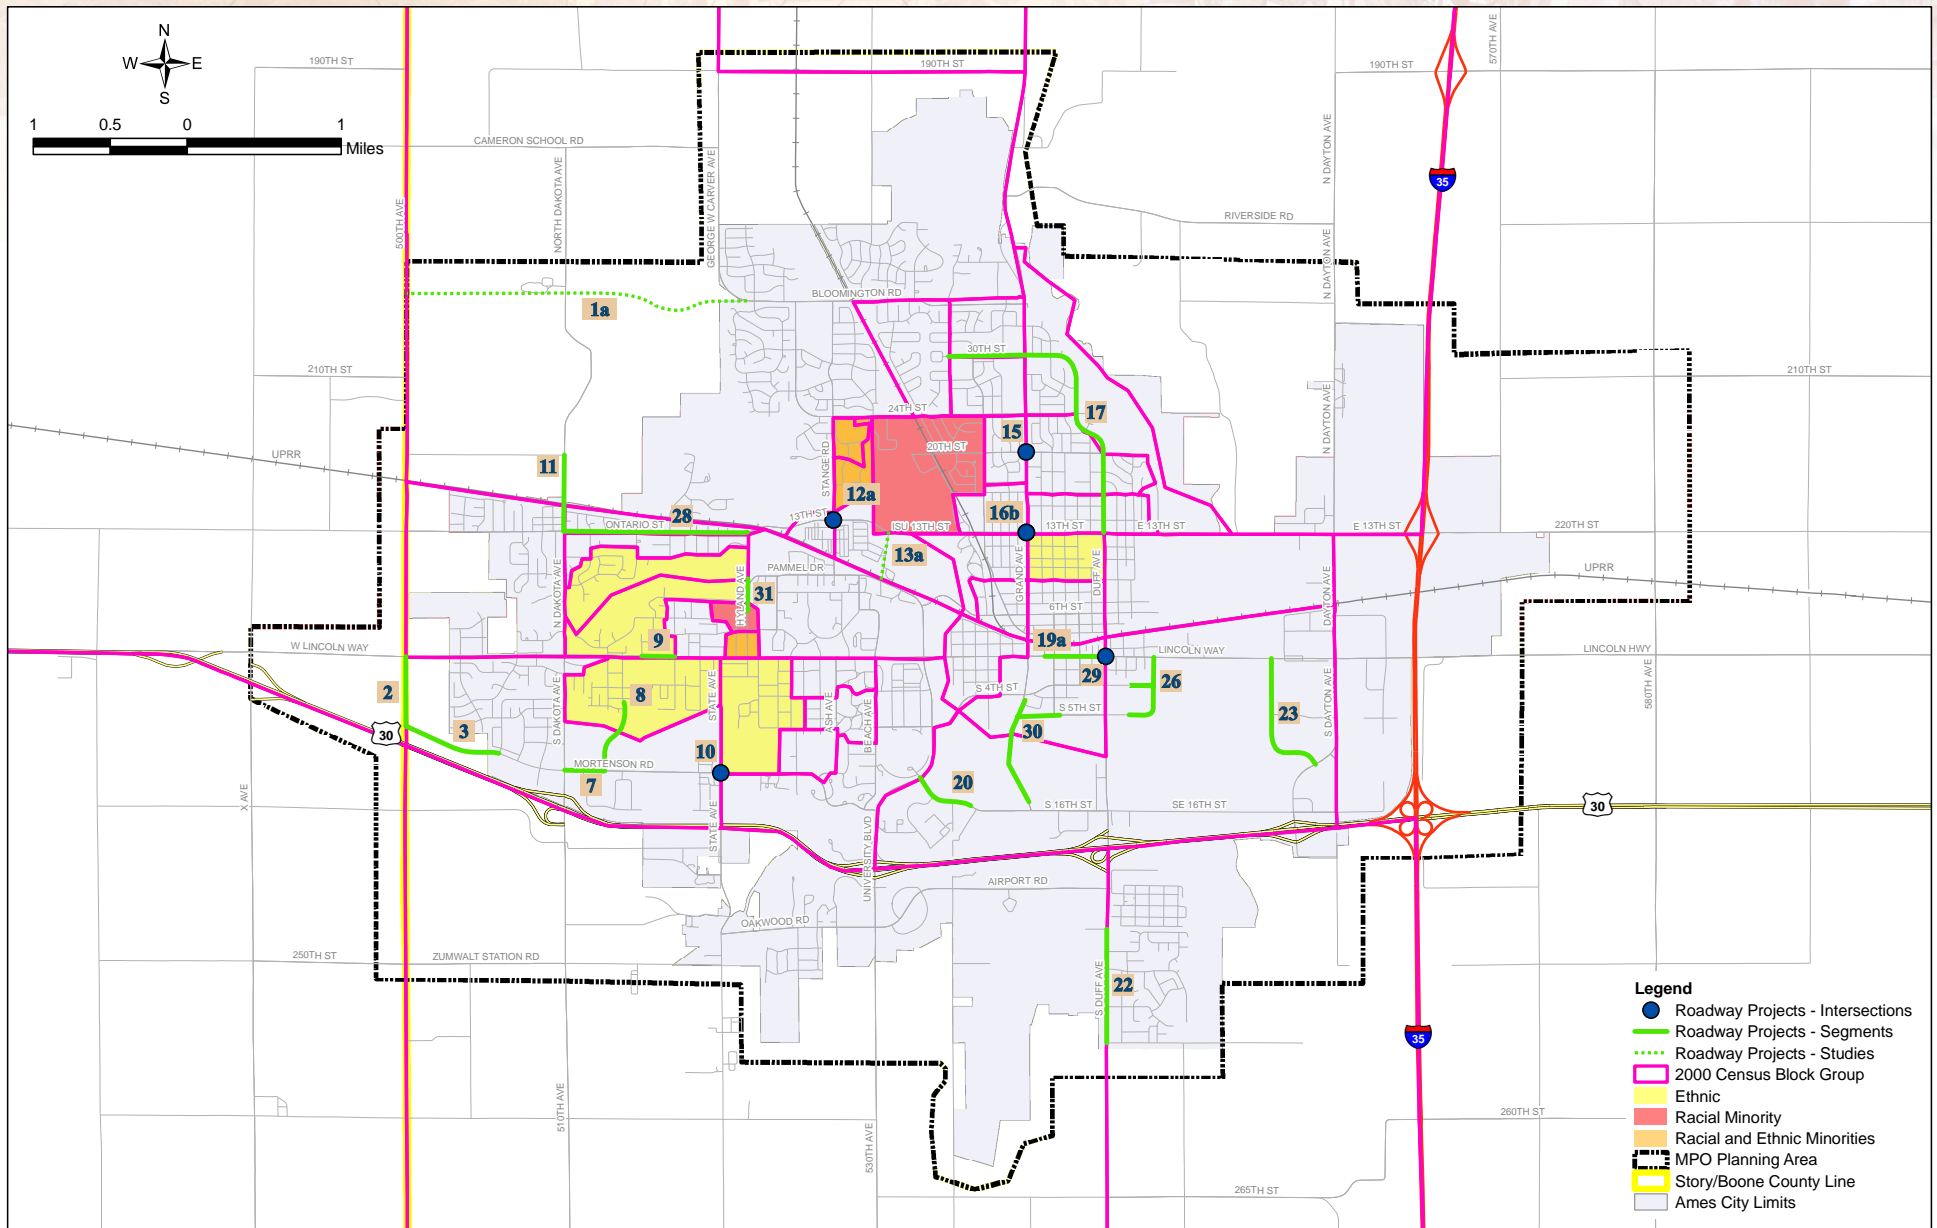 N
W E
S
1 0.5 0 1
Miles
190TH ST
190TH ST
190TH ST
570TH AVE
CAMERON SCHOOL RD
NORTH DAKOTA AVE
GEORGE W CARVER AVE
500TH AVE
N DAYTON AVE
35
RIVERSIDE RD
N DAYTON AVE
N DAYTON AVE
BLOOMINGTON RD
1a
30TH ST
210TH ST
210TH ST
24TH ST
17
15
20TH ST
N DAYTON AVE
UPRR
11
STANGE RD
12a
28
ONTARIO ST
13TH ST
ISU 13TH ST
16b
13TH ST
E 13TH ST
E 13TH ST
220TH ST
13a
PAMMEL DR
UPRR
N DAKOTA AVE
HYLAND AVE
31
GRAND AVE
DUFF AVE
DAYTON AVE
6TH ST
9
19a
W LINCOLN WAY
LINCOLN WAY
LINCOLN HWY
29
26
580TH AVE
2
8
S 4TH ST
S 5TH ST
S DAKOTA AVE
STATE AVE
ASH AVE
BEACH AVE
23
S DAYTON AVE
30
3
30
10
MORTENSON RD
7
20
X AVE
S 16TH ST
SE 16TH ST
30
STATE AVE
UNIVERSITY BLVD
AIRPORT RD
OAKWOOD RD
250TH ST
ZUMWALT STATION RD
S DUFF AVE
22
35
510TH AVE
530TH AVE
260TH ST
265TH ST
Legend
Roadway Projects - Intersections
Roadway Projects - Segments
Roadway Projects - Studies
2000 Census Block Group
Ethnic
Racial Minority
Racial and Ethnic Minorities
MPO Planning Area
Story/Boone County Line
Ames City Limits